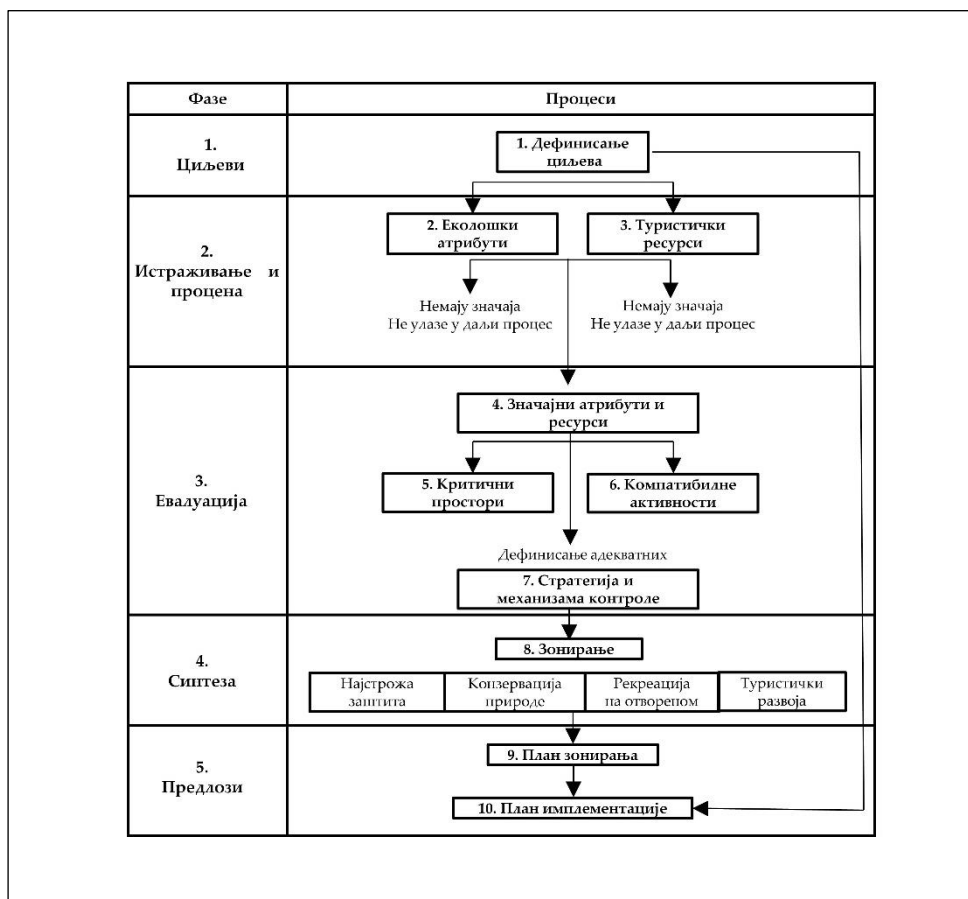 Фазе
Процеси
1.
Циљеви
1. Дефинисање
циљева
2.
Истраживање и
процена
2. Еколошки
атрибути
3. Туристички
ресурси
Немају значаја
Не улазе у даљи процес
Немају значаја
Не улазе у даљи процес
3.
Евалуација
4. Значајни атрибути и
ресурси
5. Критични
простори
6. Компатибилне
активности
Дефинисање адекватних
7. Стратегија и
механизама контроле
4.
Синтеза
8. Зонирање
Најстрожа
заштита
Конзервација
природе
Рекреација
на отвореном
Туристички
развоја
5.
Предлози
9. План зонирања
10. План имплементације